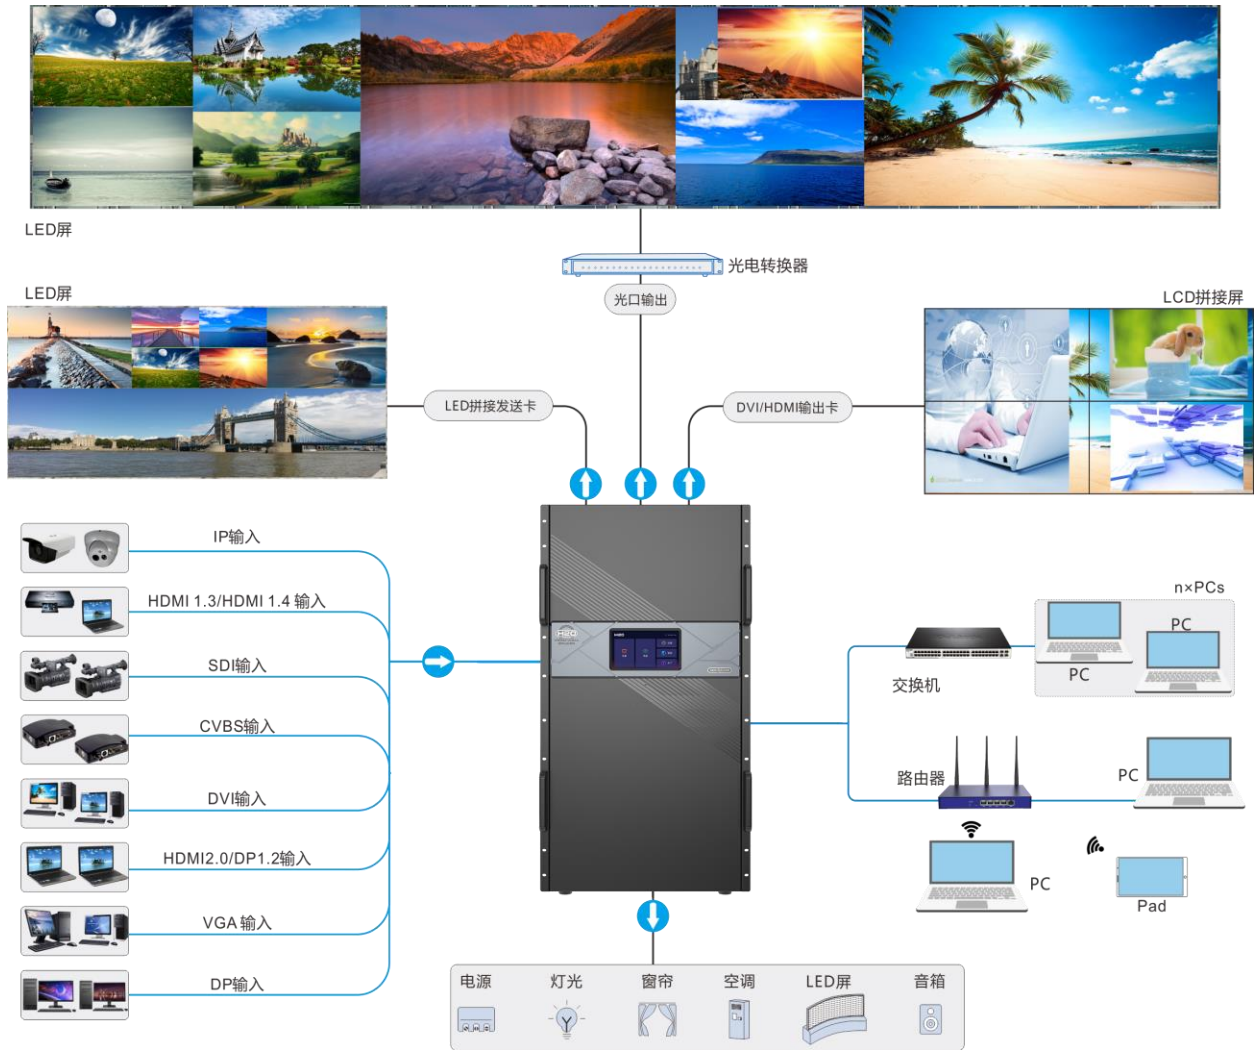 LED屏
光电转换器
光口输出
LED屏
LCD拼接屏
LED拼接发送卡
DVI/HDMI输出卡
IP输入
HDMI 1.3/HDMI 1.4 输入
SDI输入
CVBS输入
DVI输入
HDMI2.0/DP1.2输入
VGA 输入
DP输入
n×PCs
PC
PC
交换机
路由器
PC
PC
Pad
电源
灯光
窗帘
空调
LED屏
音箱